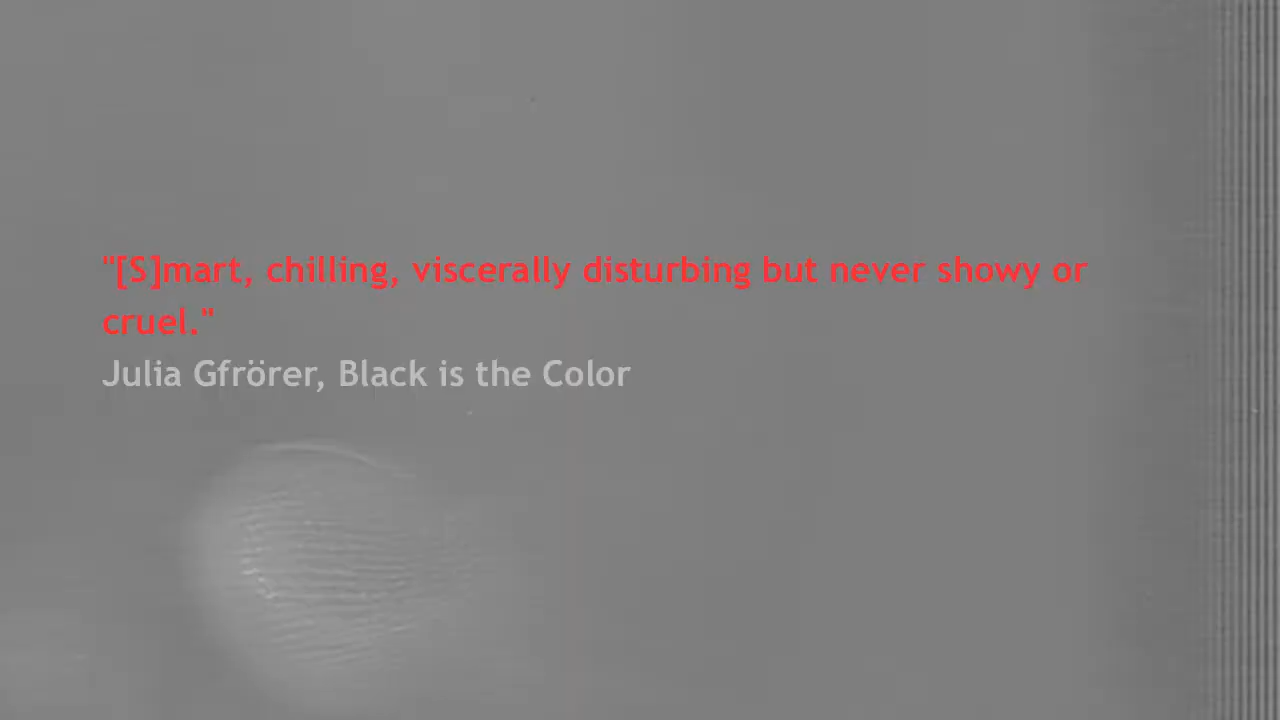 "[S]mart, chilling, viscerally disturbing but never showy or
cruel."
Julia Gfrörer, Black is the Color